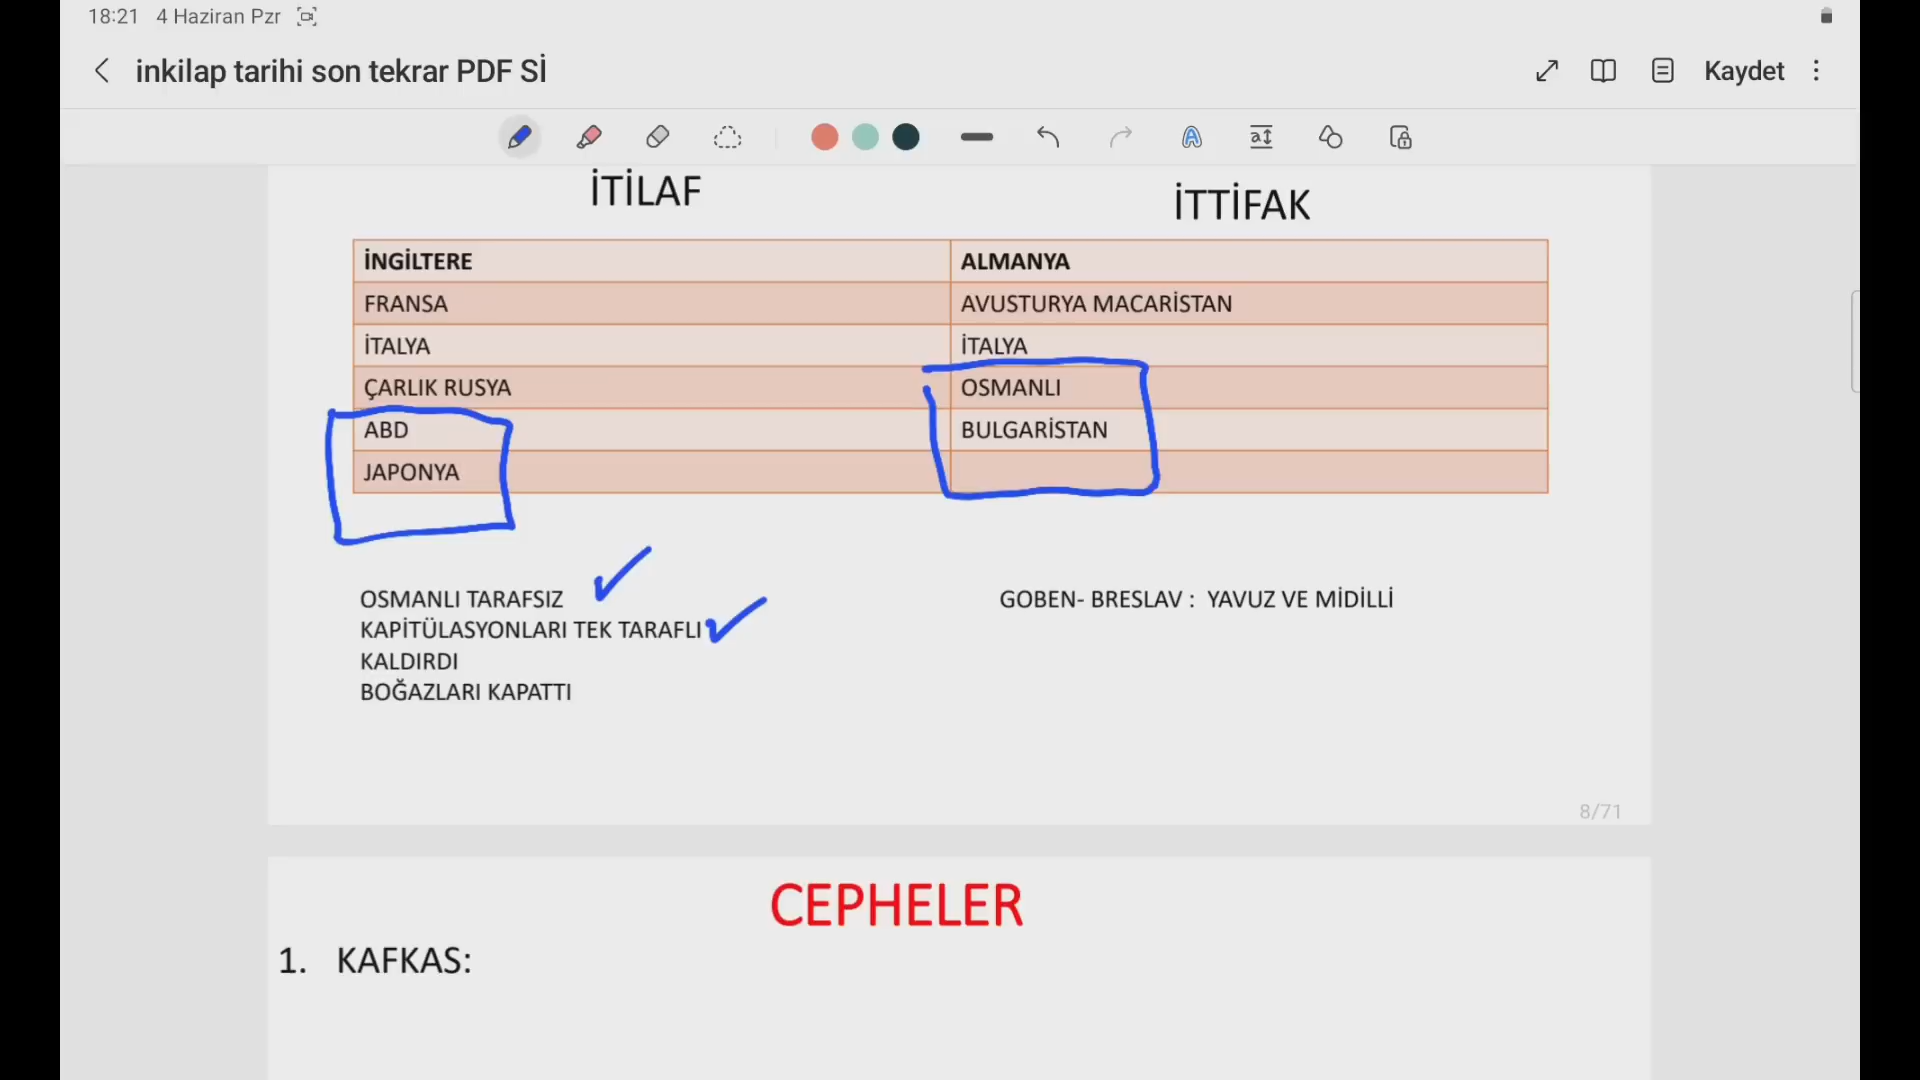 18:21 4 Haziran Pzr
inkilap tarihi son tekrar PDF Sİ
Kaydet
İTİLAF
İTTİFAK
İNGİLTERE ALMANYA
FRANSA AVUSTURYA MACARİSTAN
İTALYA İTALYA
ÇARLIK RUSYA OSMANLI
ABD BULGARİSTAN
JAPONYA
OSMANLI TARAFSIZ
KAPİTÜLASYONLARI TEK TARAFLI
KALDIRDI
BOĞAZLARI KAPATTI
GOBEN- BRESLAV : YAVUZ VE MİDİLLİ
8/71
CEPHELER
1. KAFKAS: